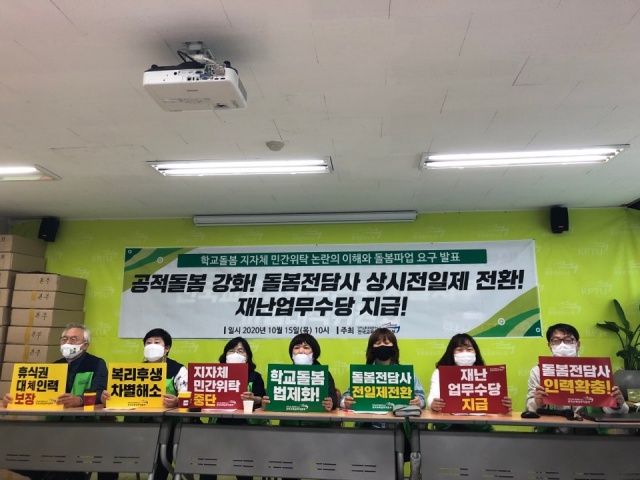 학교돌봄 지자체 민간위탁 논란의 이해와 돌봄파업 요구 발표
공적돌봄 강화! 돌봄전담사 상시전일제 전환!
재난업무수당 지급!
일시 2020년 10월 15일(목) 10시 주최
휴식권
대체인력
보장
복리후생
차별해소
지자체
민간위탁
중단
학교돌봄
법제화!
돌봄전담사
전일제전환
재난
업무수당
지급
돌봄전담사
인력확충!